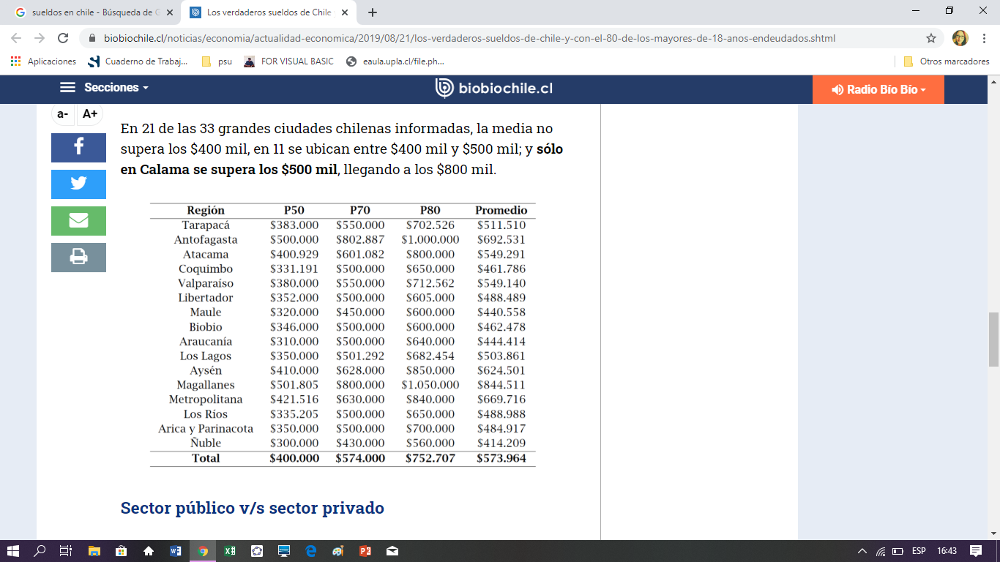 sueldos en chile - Búsqueda de G
Los verdaderos sueldos de Chile
biobiochile.cl/noticias/economia/actualidad-economica/2019/08/21/los-verdaderos-sueldos-de-chile-y-con-el-80-de-los-mayores-de-18-anos-endeudados.shtml
Aplicaciones Cuaderno de Trabaj... psu FOR VISUAL BASIC eaula.upla.cl/file.ph... Otros marcadores
Secciones biobiochile.cl Radio Bío Bío
a- A+
En 21 de las 33 grandes ciudades chilenas informadas, la media no
supera los $400 mil, en 11 se ubican entre $400 mil y $500 mil; y sólo
en Calama se supera los $500 mil, llegando a los $800 mil.
Región P50 P70 P80 Promedio
Tarapacá $383.000 $550.000 $702.526 $511.510
Antofagasta $500.000 $802.887 $1.000.000 $692.531
Atacama $400.929 $601.082 $800.000 $549.291
Coquimbo $331.191 $500.000 $650.000 $461.786
Valparaíso $380.000 $550.000 $712.562 $549.140
Libertador $352.000 $500.000 $605.000 $488.489
Maule $320.000 $450.000 $600.000 $440.558
Biobio $346.000 $500.000 $600.000 $462.478
Araucanía $310.000 $500.000 $640.000 $444.414
Los Lagos $350.000 $501.292 $682.454 $503.861
Aysén $410.000 $628.000 $850.000 $624.501
Magallanes $501.805 $800.000 $1.050.000 $844.511
Metropolitana $421.516 $630.000 $840.000 $669.716
Los Ríos $335.205 $500.000 $650.000 $488.988
Arica y Parinacota $350.000 $500.000 $700.000 $484.917
Ñuble $300.000 $430.000 $560.000 $414.209
Total $400.000 $574.000 $752.707 $573.964
Sector público v/s sector privado
ESP 16:43